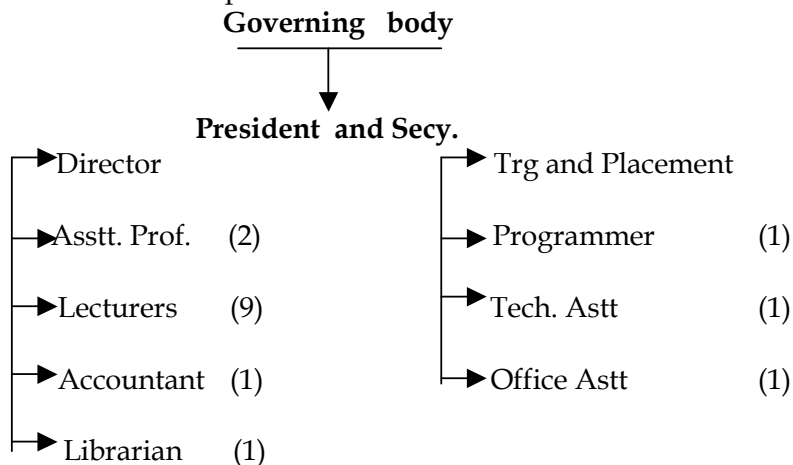 Governing body
President and Secy.
Director
Asstt. Prof. (2)
Lecturers (9)
Accountant (1)
Librarian (1)
Trg and Placement
Programmer (1)
Tech. Astt (1)
Office Astt (1)